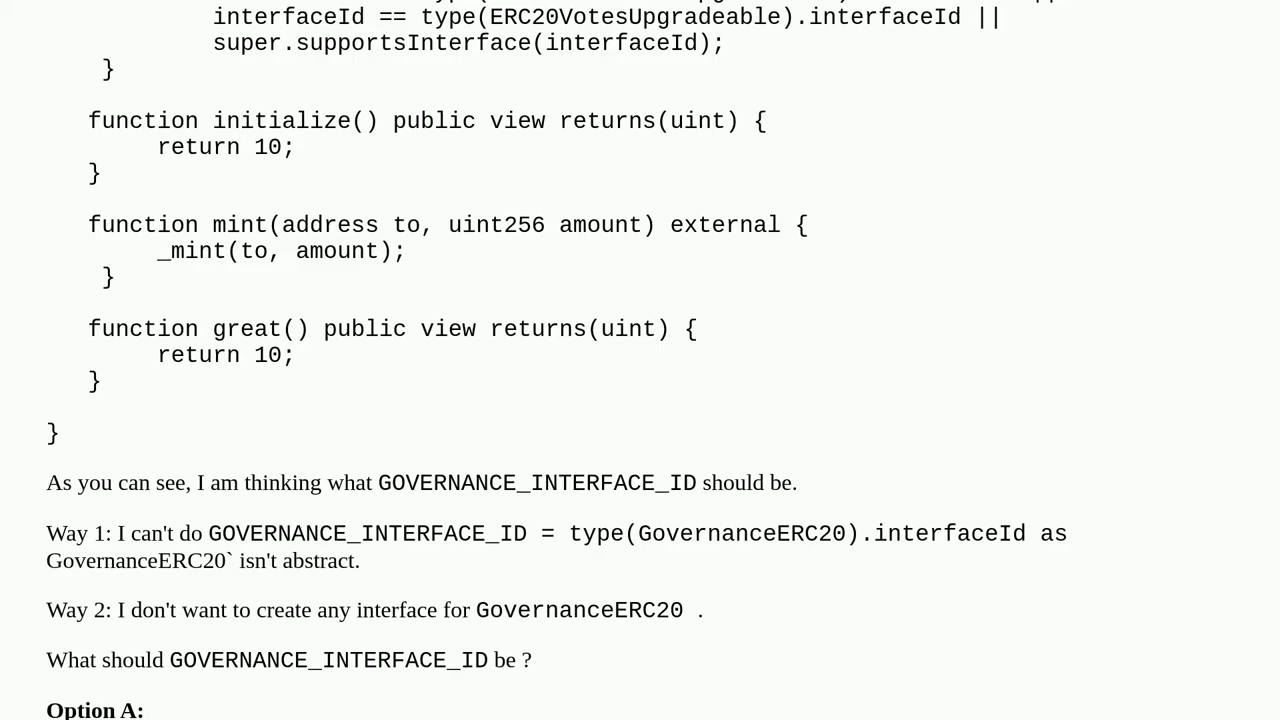 interfaceId == type(ERC20VotesUpgradeable).interfaceId ||
super.supportsInterface(interfaceId);
}
function initialize() public view returns(uint) {
return 10;
}
function mint(address to, uint256 amount) external {
_mint(to, amount);
}
function great() public view returns(uint) {
return 10;
}
}
As you can see, I am thinking what GOVERNANCE_INTERFACE_ID should be.
Way 1: I can't do GOVERNANCE_INTERFACE_ID = type(GovernanceERC20).interfaceId as
GovernanceERC20` isn't abstract.
Way 2: I don't want to create any interface for GovernanceERC20 .
What should GOVERNANCE_INTERFACE_ID be ?
Option A: